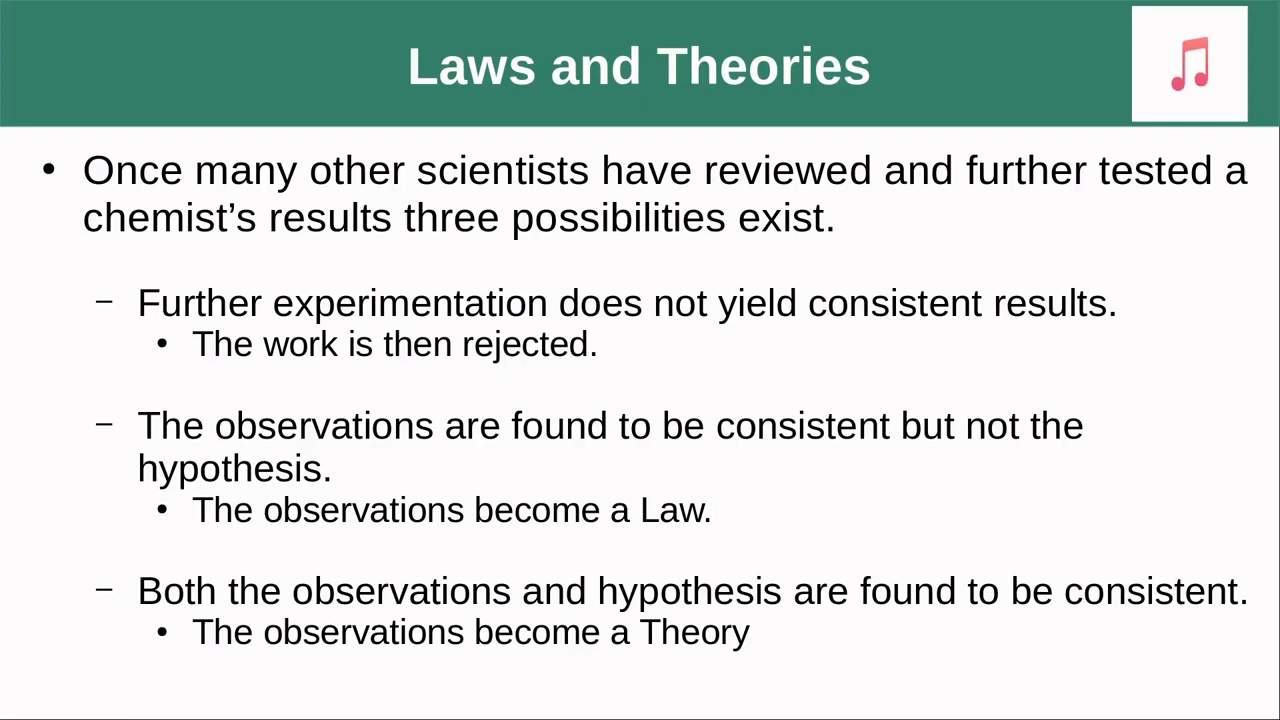 Laws and Theories
• Once many other scientists have reviewed and further tested a
chemist’s results three possibilities exist.
– Further experimentation does not yield consistent results.
• The work is then rejected.
– The observations are found to be consistent but not the
hypothesis.
• The observations become a Law.
– Both the observations and hypothesis are found to be consistent.
• The observations become a Theory